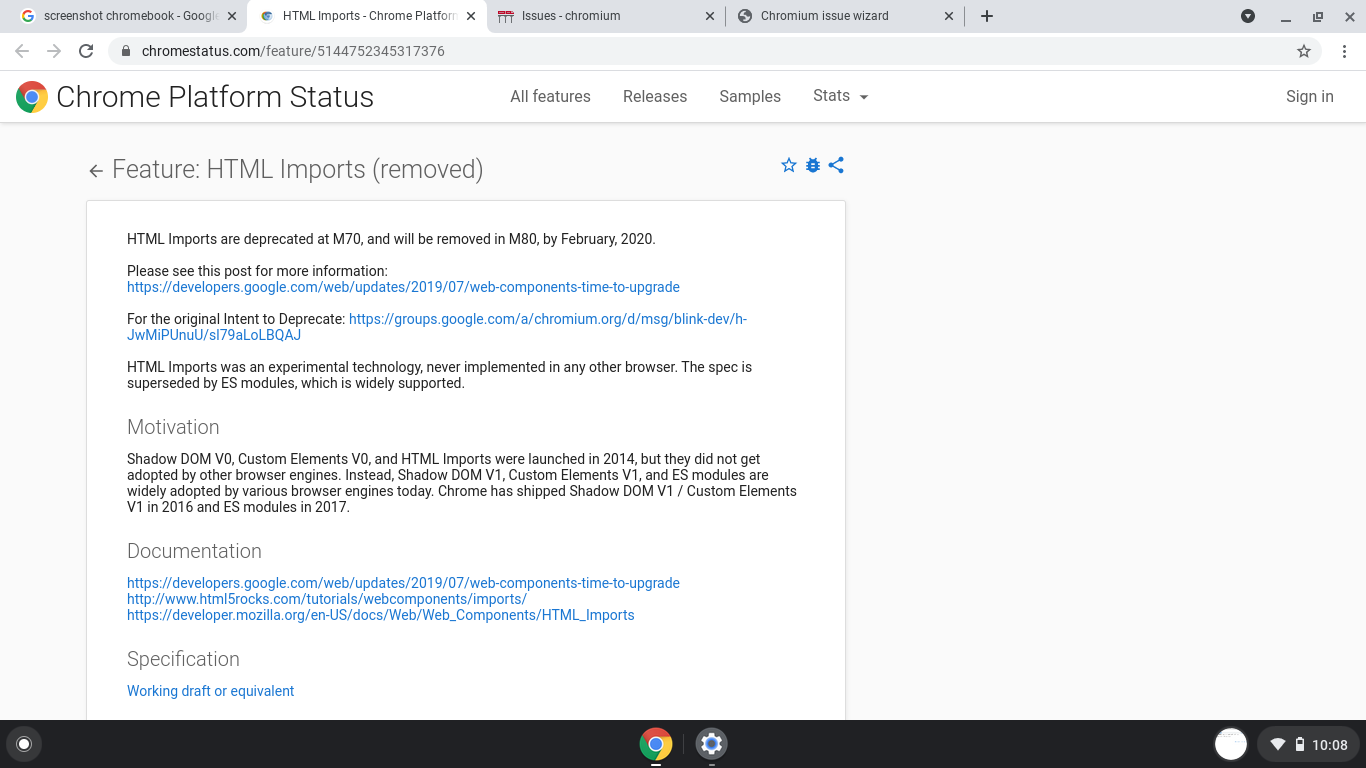 screenshot chromebook - Google
HTML Imports - Chrome Platform
Issues - chromium
Chromium issue wizard
chromestatus.com/feature/5144752345317376
Chrome Platform Status
All features
Releases
Samples
Stats
Sign in
Feature: HTML Imports (removed)
HTML Imports are deprecated at M70, and will be removed in M80, by February, 2020.
Please see this post for more information:
https://developers.google.com/web/updates/2019/07/web-components-time-to-upgrade
For the original Intent to Deprecate: https://groups.google.com/a/chromium.org/d/msg/blink-dev/h-
JwMiPUnuU/sI79aLoLBQAJ
HTML Imports was an experimental technology, never implemented in any other browser. The spec is
superseded by ES modules, which is widely supported.
Motivation
Shadow DOM V0, Custom Elements V0, and HTML Imports were launched in 2014, but they did not get
adopted by other browser engines. Instead, Shadow DOM V1, Custom Elements V1, and ES modules are
widely adopted by various browser engines today. Chrome has shipped Shadow DOM V1 / Custom Elements
V1 in 2016 and ES modules in 2017.
Documentation
https://developers.google.com/web/updates/2019/07/web-components-time-to-upgrade
http://www.html5rocks.com/tutorials/webcomponents/imports/
https://developer.mozilla.org/en-US/docs/Web/Web_Components/HTML_Imports
Specification
Working draft or equivalent
10:08